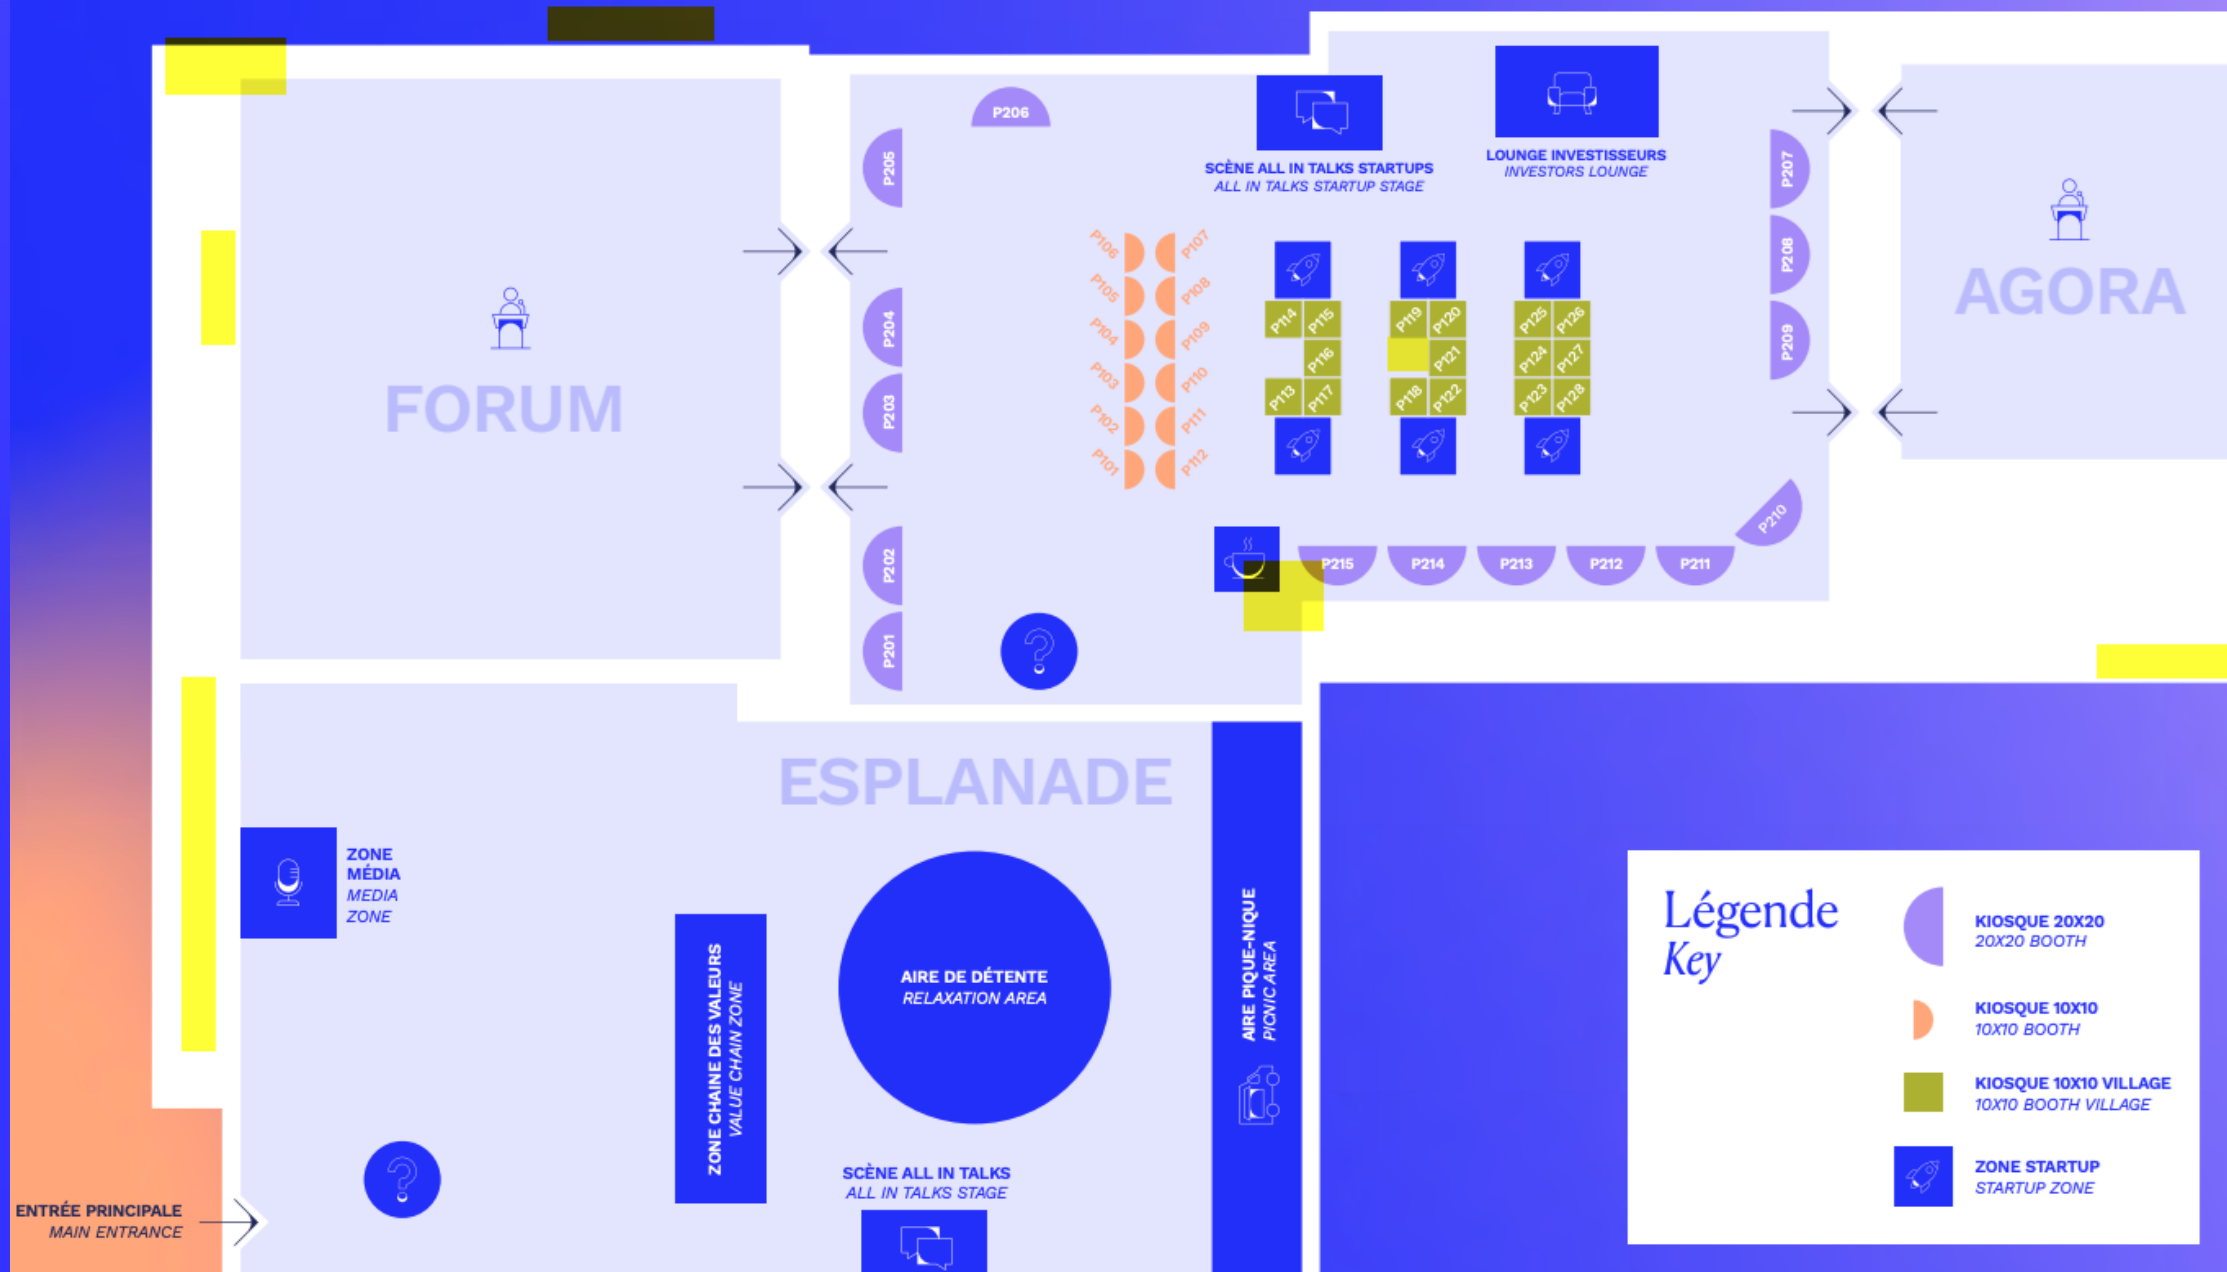 P206
P205
SCÈNE ALL IN TALKS STARTUPS
ALL IN TALKS STARTUP STAGE
LOUNGE INVESTISSEURS
INVESTORS LOUNGE
P207
P208
P209
P204
P203
P202
P201
P106
P105
P104
P103
P102
P101
P107
P108
P109
P110
P111
P112
P114 P115
P116
P113 P117
P119 P120
P121
P118 P122
P125 P126
P124 P127
P123 P128
P210
P215 P214 P213 P212 P211
FORUM
AGORA
ESPLANADE
ZONE
MÉDIA
MEDIA
ZONE
ZONE CHAINE DES VALEURS
VALUE CHAIN ZONE
AIRE DE DÉTENTE
RELAXATION AREA
AIRE PIQUE-NIQUE
PICNIC AREA
SCÈNE ALL IN TALKS
ALL IN TALKS STAGE
ENTRÉE PRINCIPALE
MAIN ENTRANCE
Légende
Key
KIOSQUE 20X20
20X20 BOOTH
KIOSQUE 10X10
10X10 BOOTH
KIOSQUE 10X10 VILLAGE
10X10 BOOTH VILLAGE
ZONE STARTUP
STARTUP ZONE